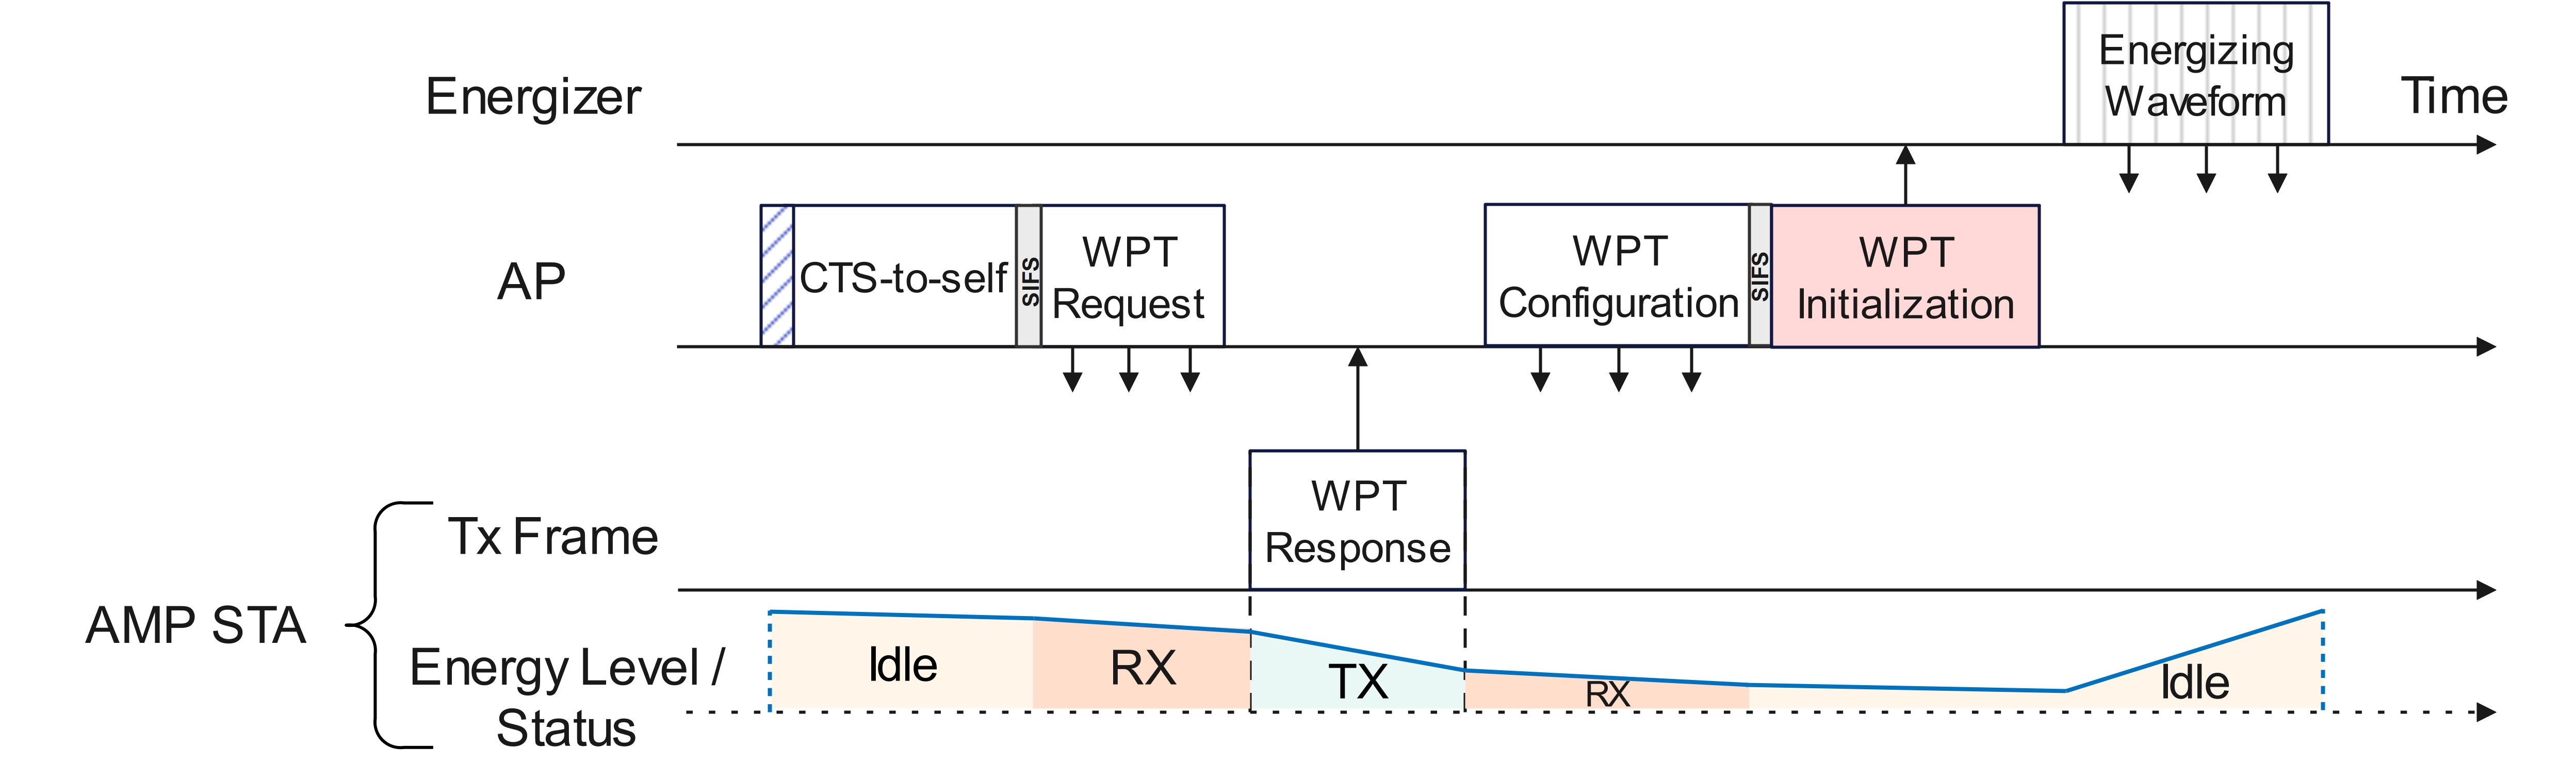 Energizer
Energizing
Waveform
Time
AP
CTS-to-self
SIFS
WPT
Request
WPT
Configuration
SIFS
WPT
Initialization
AMP STA
Tx Frame
WPT
Response
Energy Level /
Status
Idle
RX
TX
RX
Idle